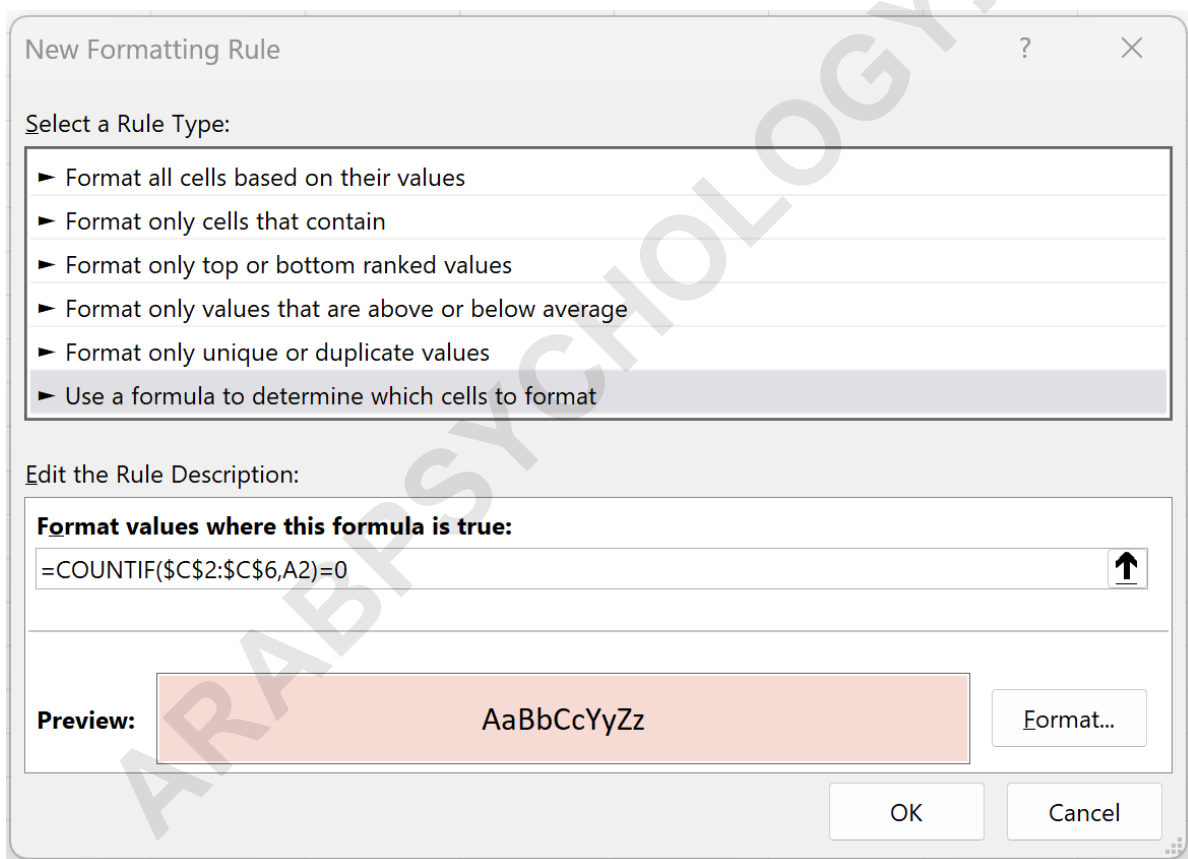 New Formatting Rule ?
Select a Rule Type:
► Format all cells based on their values
► Format only cells that contain
► Format only top or bottom ranked values
► Format only values that are above or below average
► Format only unique or duplicate values
► Use a formula to determine which cells to format
Edit the Rule Description:
Format values where this formula is true:
=COUNTIF($C$2:$C$6,A2)=0
Preview:
AaBbCcYyZz
Format...
OK
Cancel
ARABPSYCHOLOGY.